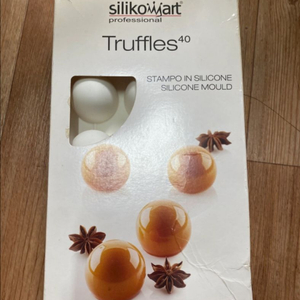 silikomart
professional
Truffles⁴⁰
STAMPO IN SILICONE
SILICONE MOULD